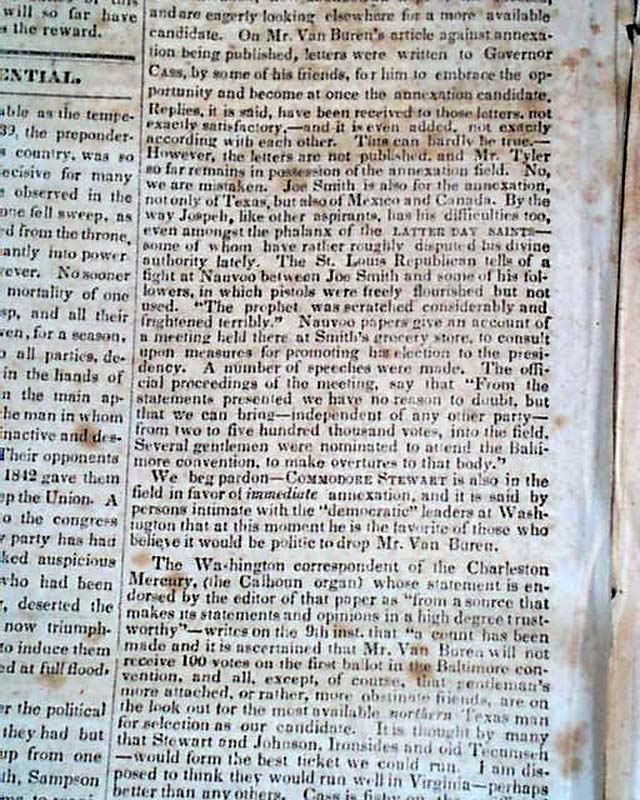 will so far have
s the reward.
ENTIAL.
able as the tempe-
39, the preponder-
s country, was so
ecisive for many
e observed in the
one fell sweep, as
d from the throne,
antly into power
ever. No sooner
mortality of one
sp, and all their
ven, for a season,
o all parties, de-
in the hands of
n the main ap-
he man in whom
inactive and des-
Their opponents
1842 gave them
ep the Union. A
o the congress
y party has had
ked auspicious
who had been
r, deserted the
now triumph-
to induce them
ed at full flood,
er the political
they had but
up from one
th, Sampson
and are eagerly looking elsewhere for a more available
candidate. On Mr. Van Buren's article against annexa-
tion being published, letters were written to Governor
Cass, by some of his friends, for him to embrace the op-
portunity and become at once the annexation candidate.
Replies, it is said, have been received to those letters, not
exactly satisfactory,—and it is even added, not exactly
according with each other. This can hardly be true.—
However, the letters are not published, and Mr. Tyler
so far remains in possession of the annexation field. No,
we are mistaken. Joe Smith is also for the annexation,
not only of Texas, but also of Mexico and Canada. By the
way Jospeh, like other aspirants, has his difficulties too,
even amongst the phalanx of the LATTER DAY SAINTS—
some of whom have rather roughly disputed his divine
authority lately. The St. Louis Republican tells of a
fight at Nauvoo between Joe Smith and some of his fol-
lowers, in which pistols were freely flourished but not
used. "The prophet was scratched considerably and
frightened terribly." Nauvoo papers give an account of
a meeting held there at Smith's grocery store, to consult
upon measures for promoting his election to the presi-
dency. A number of speeches were made. The offi-
cial proceedings of the meeting, say that "From the
statements presented we have no reason to doubt, but
that we can bring—independent of any other party—
from two to five hundred thousand votes, into the field.
Several gentlemen were nominated to attend the Balti-
more convention, to make overtures to that body."
We beg pardon—COMMODORE STEWART is also in the
field in favor of immediate annexation, and it is said by
persons intimate with the "democratic" leaders at Wash-
ington that at this moment he is the favorite of those who
believe it would be politic to drop Mr. Van Buren.
The Washington correspondent of the Charleston
Mercury, (the Calhoun organ) whose statement is en-
dorsed by the editor of that paper as "from a source that
makes its statements and opinions in a high degree trust-
worthy"—writes on the 9th inst. that "a count has been
made and it is ascertained that Mr. Van Buren will not
receive 100 votes on the first ballot in the Baltimore con-
vention, and all, except, of course, that gentleman's
more attached, or rather, more obstinate friends, are on
the look out for the most available northern Texas man
for selection as our candidate. It is thought by many
that Stewart and Johnson, Ironsides and old Tecumseh
—would form the best ticket we could run. I am dis-
posed to think they would run well in Virginia—perhaps
better than any others. Cass is